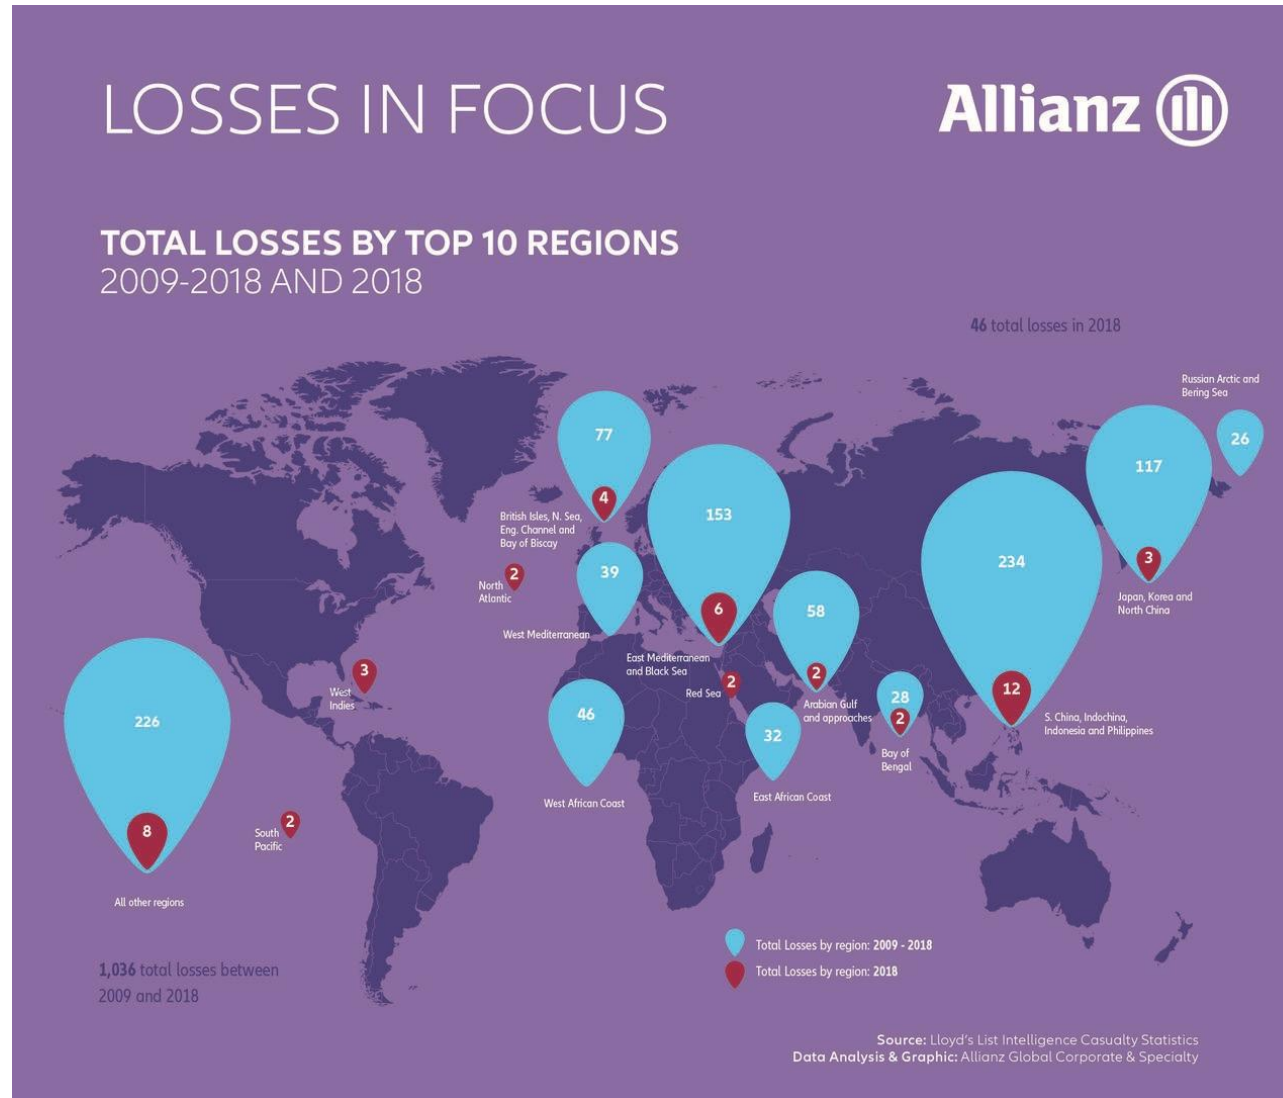 LOSSES IN FOCUS
Allianz
TOTAL LOSSES BY TOP 10 REGIONS
2009-2018 AND 2018
46 total losses in 2018
Russian Arctic and
Bering Sea
26
77
4
British Isles, N. Sea,
Eng. Channel and
Bay of Biscay
117
3
Japan, Korea and
North China
153
6
East Mediterranean
and Black Sea
234
12
S. China, Indochina,
Indonesia and Philippines
2
North
Atlantic
39
West Mediterranean
58
2
Arabian Gulf
and approaches
3
West
Indies
2
Red Sea
28
2
Bay of
Bengal
46
West African Coast
32
East African Coast
226
8
All other regions
2
South
Pacific
Total Losses by region: 2009 - 2018
Total Losses by region: 2018
1,036 total losses between
2009 and 2018
Source: Lloyd's List Intelligence Casualty Statistics
Data Analysis & Graphic: Allianz Global Corporate & Specialty